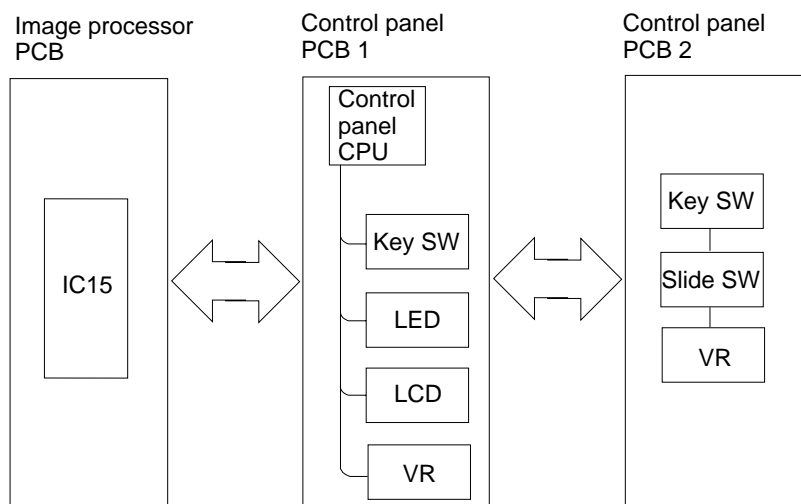 Image processor
PCB
Control panel
PCB 1
Control panel
PCB 2
IC15
Control
panel
CPU
Key SW
LED
LCD
VR
Key SW
Slide SW
VR